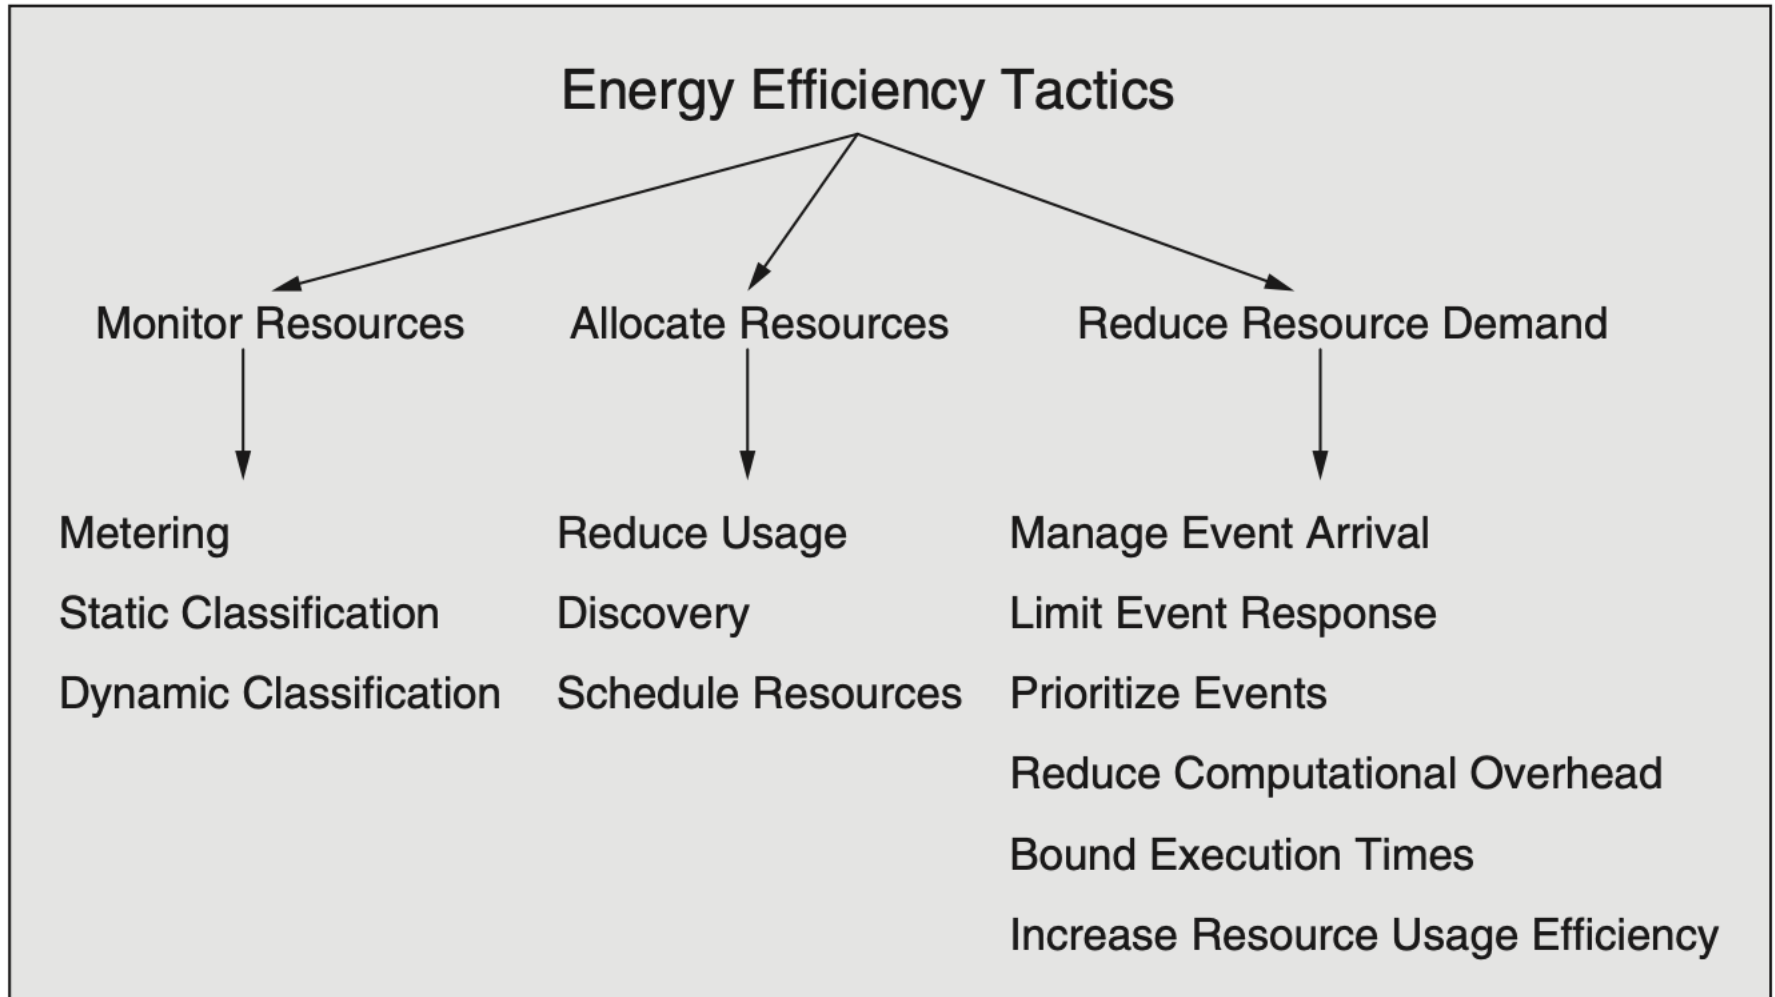 Energy Efficiency Tactics
Monitor Resources
Allocate Resources
Reduce Resource Demand
Metering
Static Classification
Dynamic Classification
Reduce Usage
Discovery
Schedule Resources
Manage Event Arrival
Limit Event Response
Prioritize Events
Reduce Computational Overhead
Bound Execution Times
Increase Resource Usage Efficiency